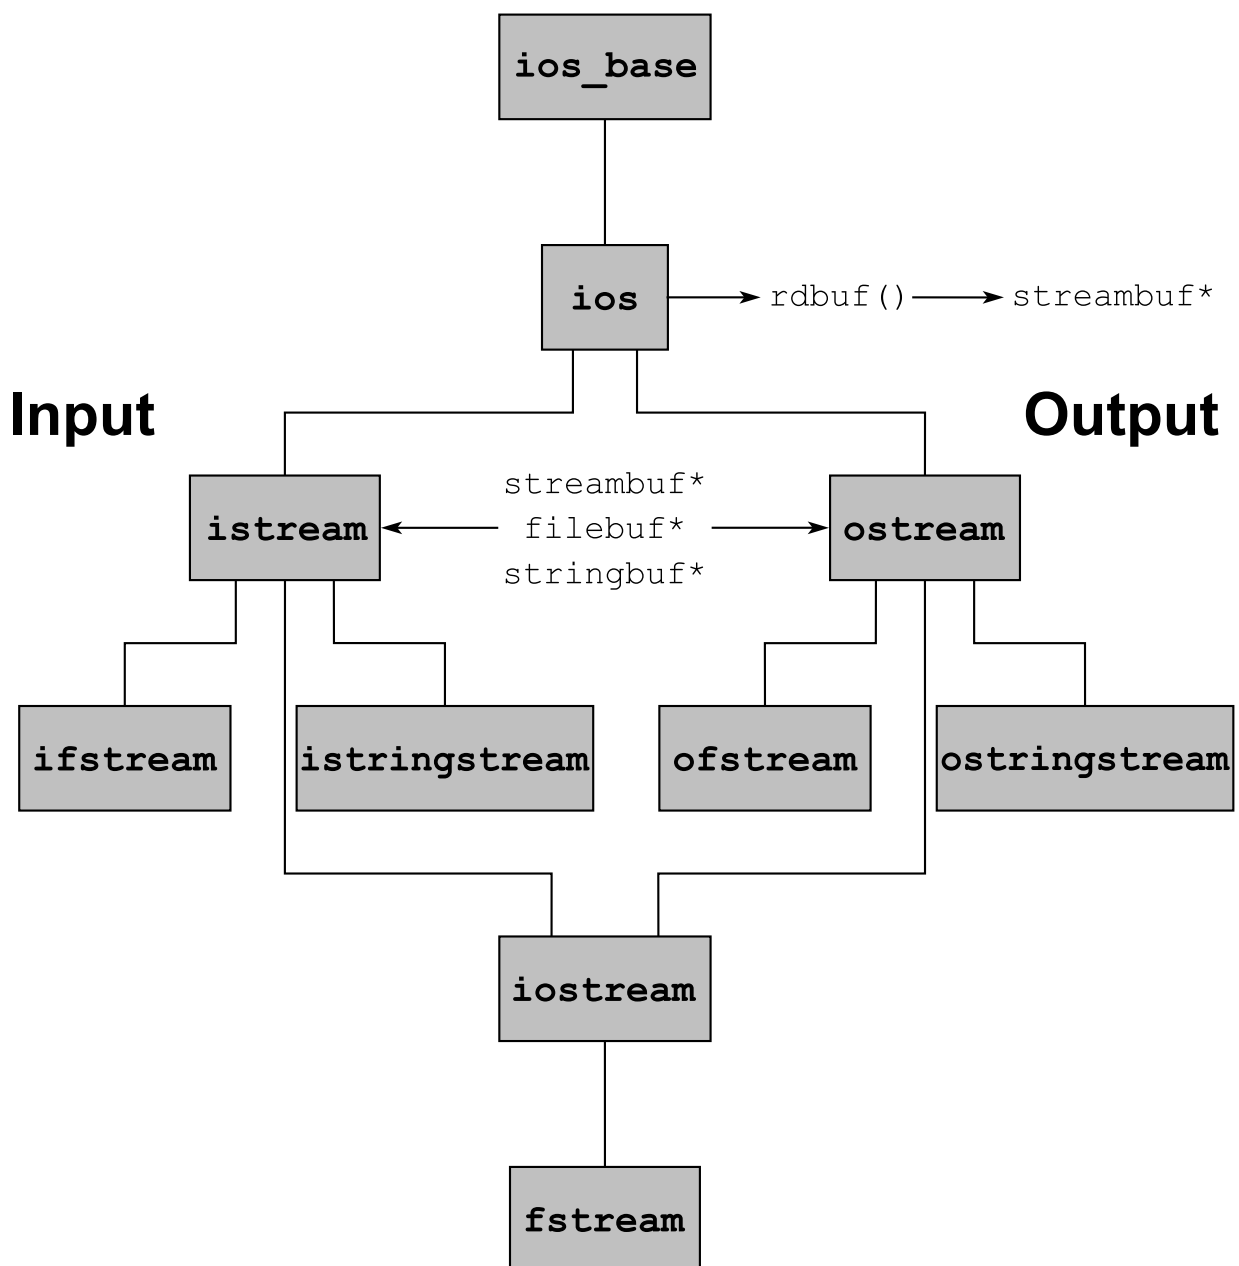 ios_base
ios
rdbuf()
streambuf*
Input
Output
streambuf*
istream
filebuf*
ostream
stringbuf*
ifstream
istringstream
ofstream
ostringstream
iostream
fstream